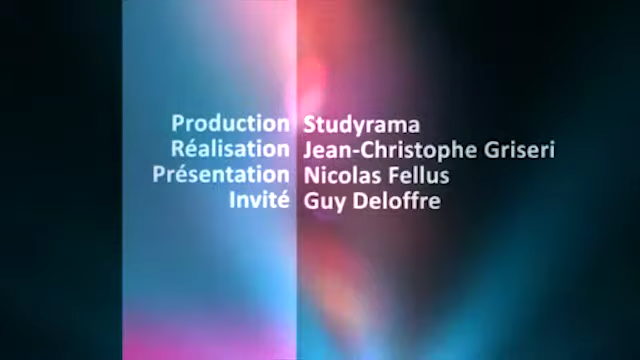 Production Studyrama
Réalisation Jean-Christophe Griseri
Présentation Nicolas Fellus
Invité Guy Deloffre